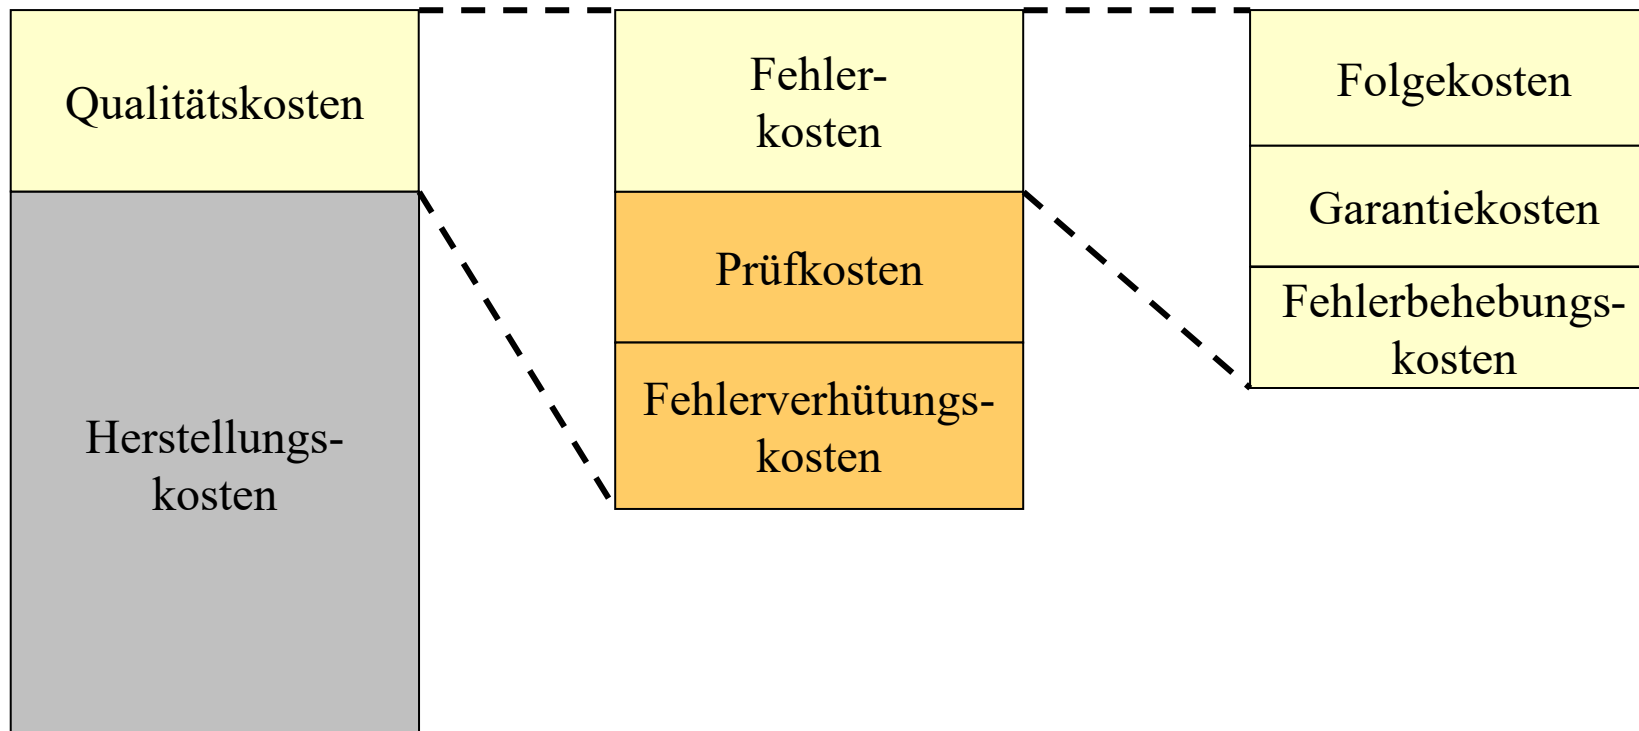 Qualitätskosten
Herstellungs-
kosten
Fehler-
kosten
Prüfkosten
Fehlerverhütungs-
kosten
Folgekosten
Garantiekosten
Fehlerbehebungs-
kosten